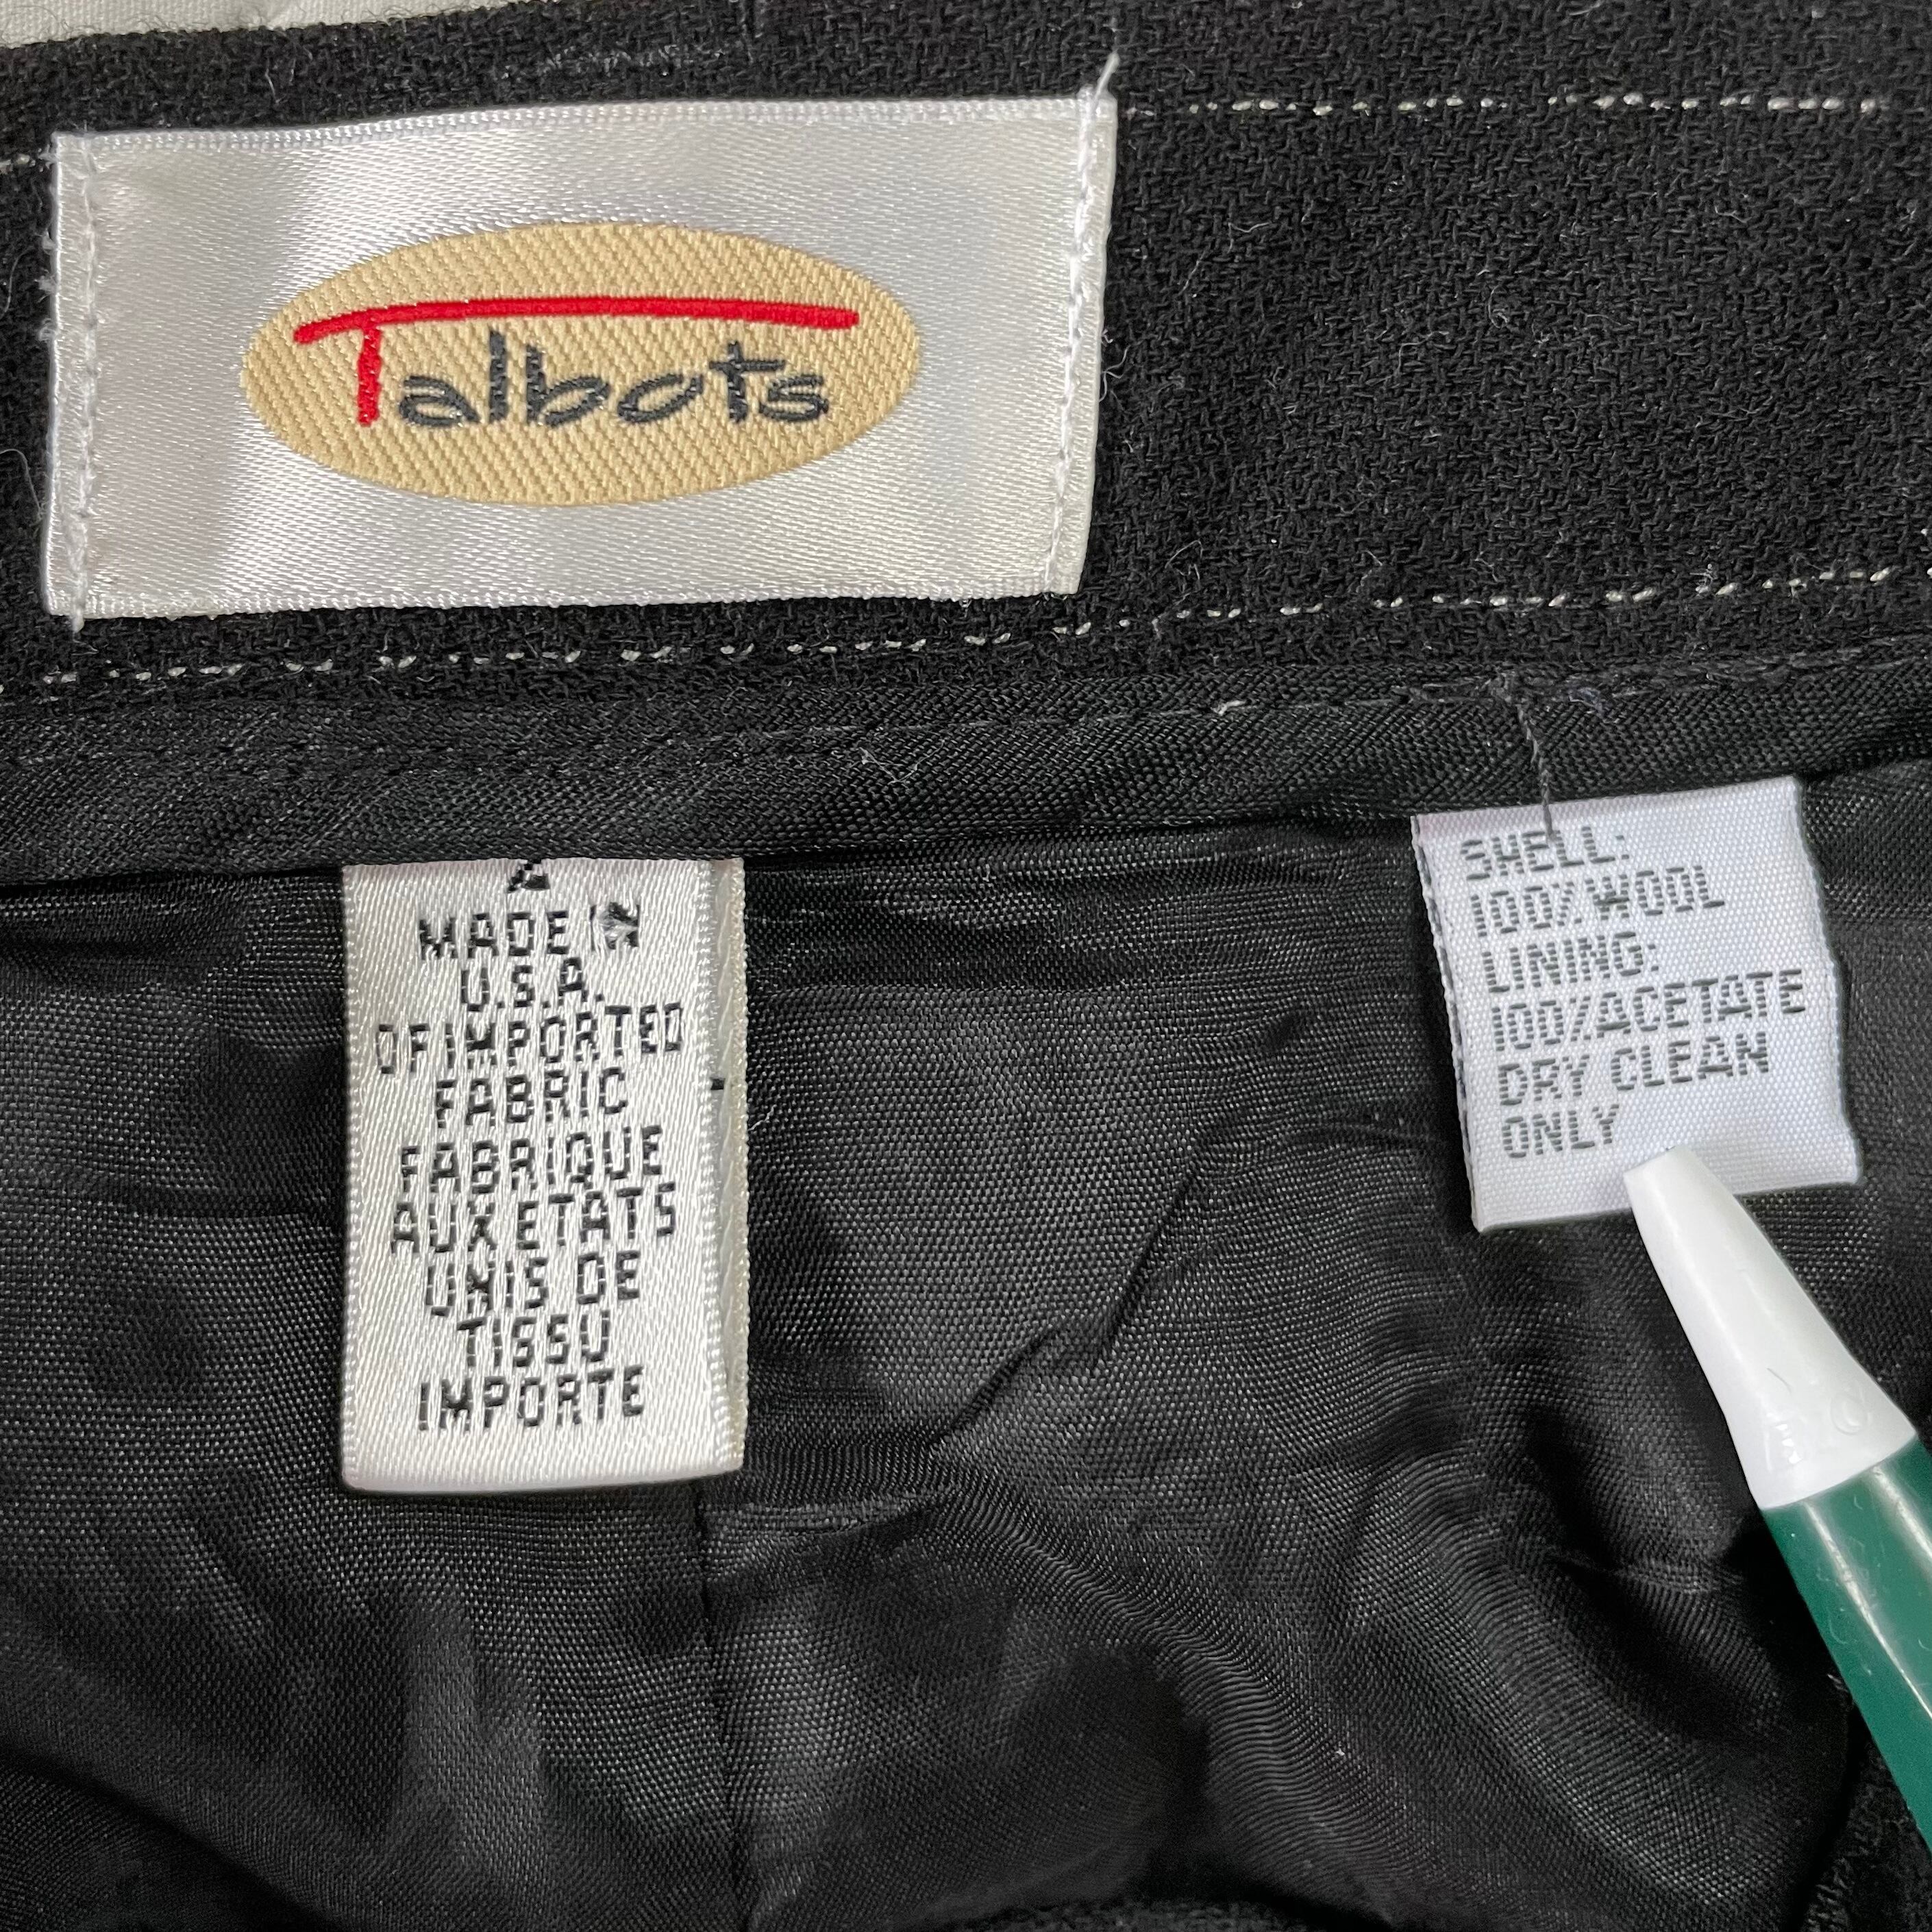 Talbots
MADE IN
U.S.A.
OF IMPORTED
FABRIC
FABRIQUE
AUX ETATS
UNIS DE
TISSU
IMPORTE
SHELL:
100% WOOL
LINING:
100% ACETATE
DRY CLEAN
ONLY